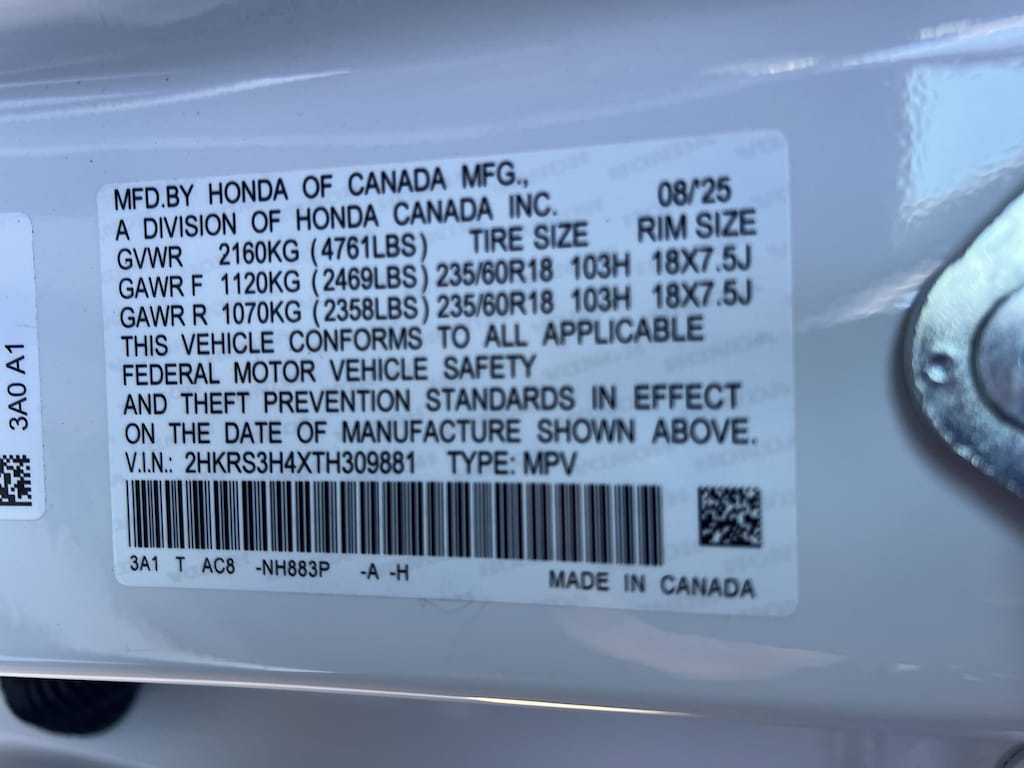 MFD.BY HONDA OF CANADA MFG., 08/'25
A DIVISION OF HONDA CANADA INC.
GVWR 2160KG (4761LBS) TIRE SIZE RIM SIZE
GAWR F 1120KG (2469LBS) 235/60R18 103H 18X7.5J
GAWR R 1070KG (2358LBS) 235/60R18 103H 18X7.5J
THIS VEHICLE CONFORMS TO ALL APPLICABLE
FEDERAL MOTOR VEHICLE SAFETY
AND THEFT PREVENTION STANDARDS IN EFFECT
ON THE DATE OF MANUFACTURE SHOWN ABOVE.
V.I.N.: 2HKRS3H4XTH309881 TYPE: MPV
3A1 T AC8 -NH883P -A -H
MADE IN CANADA
3A0 A1